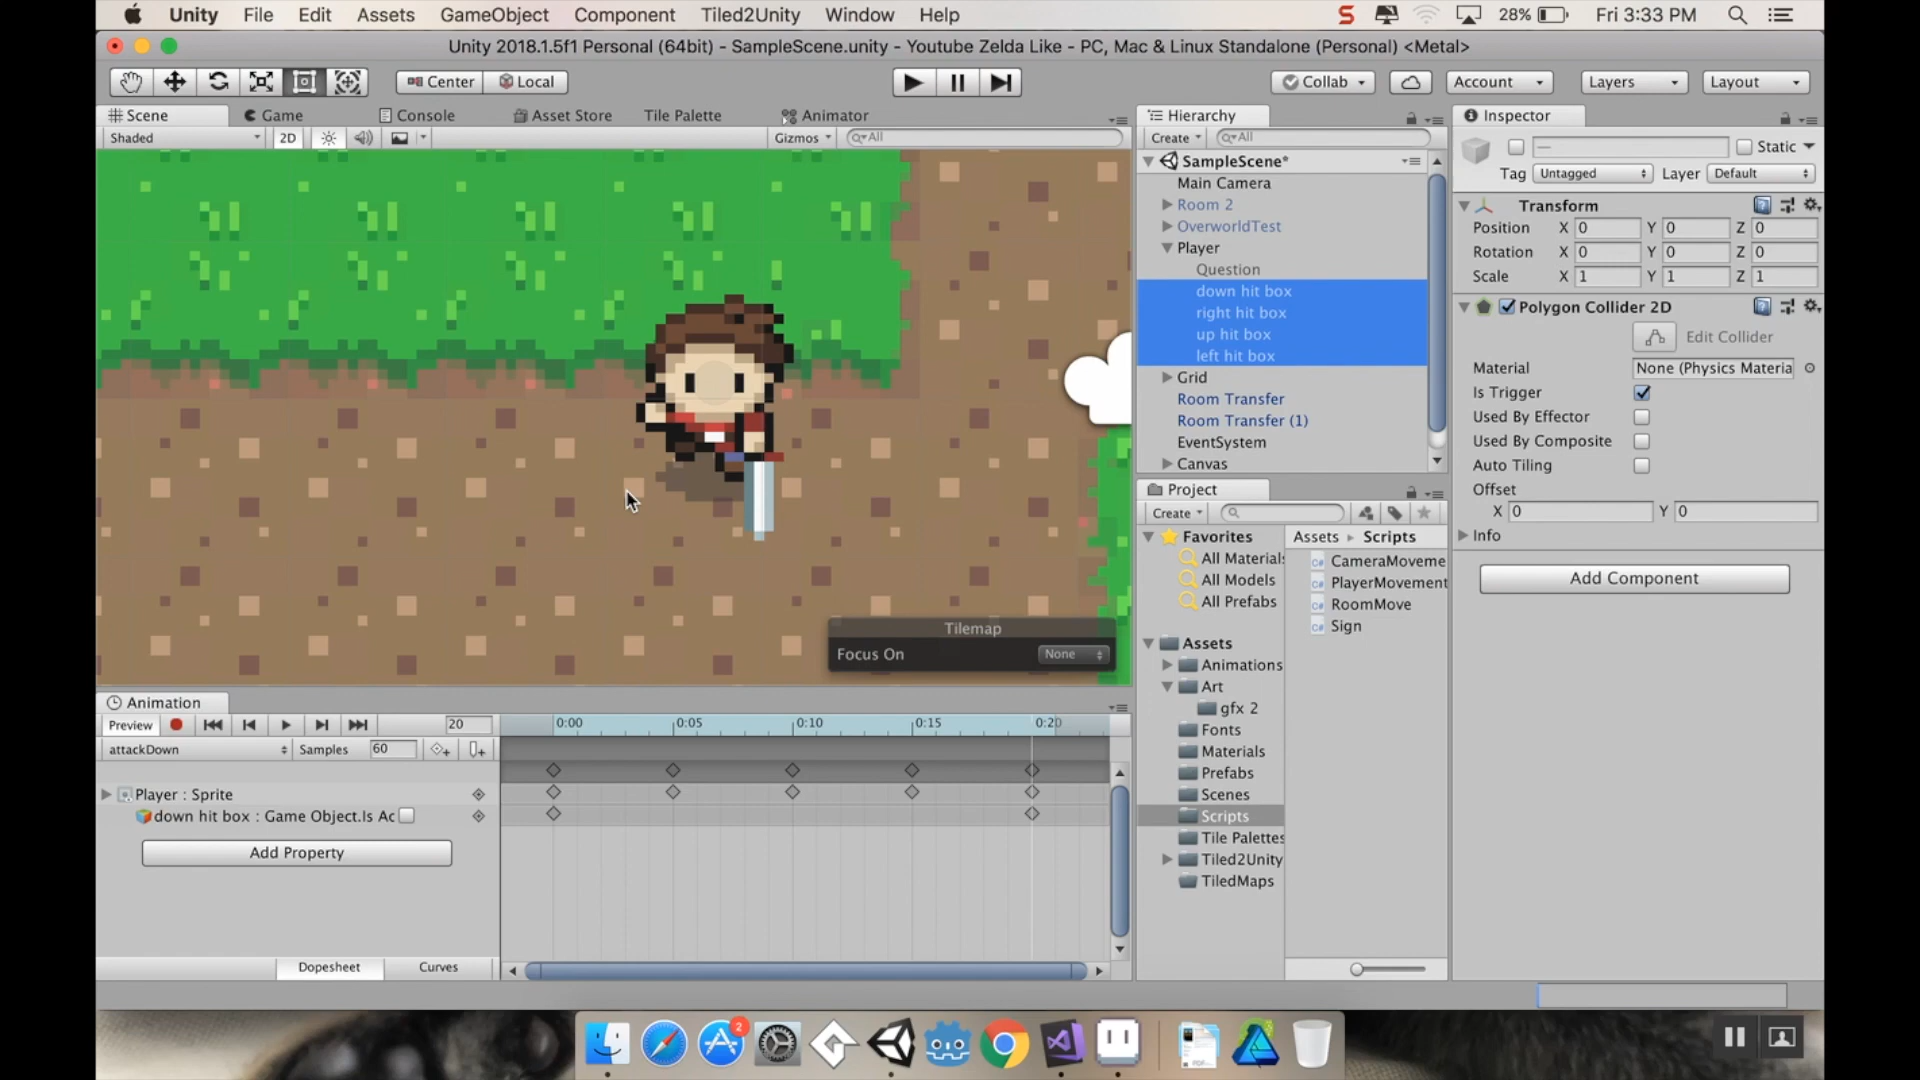 Unity File Edit Assets GameObject Component Tiled2Unity Window Help
28% Fri 3:33 PM
Unity 2018.1.5f1 Personal (64bit) - SampleScene.unity - Youtube Zelda Like - PC, Mac & Linux Standalone (Personal) <Metal>
Center Local Collab Account Layers Layout
Scene Game Console Asset Store Tile Palette Animator
Shaded 2D Gizmos All
Tilemap
Focus On None
Hierarchy
Create All
SampleScene*
Main Camera
Room 2
OverworldTest
Player
Question
down hit box
right hit box
up hit box
left hit box
Grid
Room Transfer
Room Transfer (1)
EventSystem
Canvas
Project
Create
Favorites
All Materials
All Models
All Prefabs
Assets
Animations
Art
gfx 2
Fonts
Materials
Prefabs
Scenes
Scripts
Tile Palettes
Tiled2Unity
TiledMaps
Assets Scripts
CameraMoveme
PlayerMovement
RoomMove
Sign
Inspector
— Static
Tag Untagged Layer Default
Transform
Position X 0 Y 0 Z 0
Rotation X 0 Y 0 Z 0
Scale X 1 Y 1 Z 1
Polygon Collider 2D
Edit Collider
Material None (Physics Materia
Is Trigger
Used By Effector
Used By Composite
Auto Tiling
Offset
X 0 Y 0
Info
Add Component
Animation
Preview 20 0:00 0:05 0:10 0:15 0:20
attackDown Samples 60
Player : Sprite
down hit box : Game Object.Is Ac
Add Property
Dopesheet Curves
2